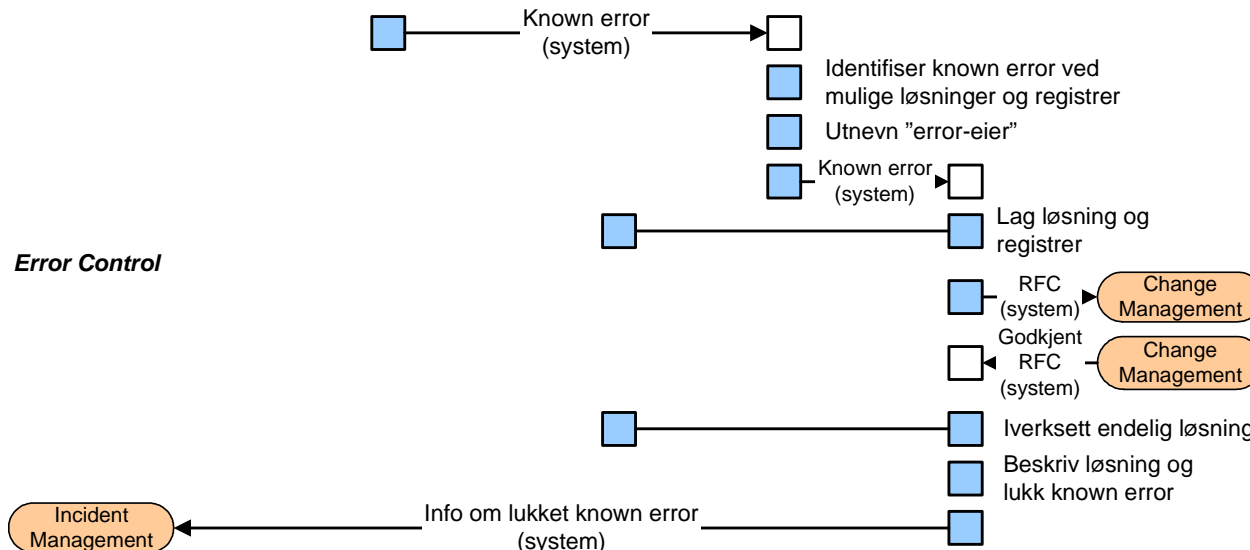 Known error
(system)
Identifiser known error ved
mulige løsninger og registrer
Utnevn ”error-eier”
Known error
(system)
Lag løsning og
registrer
Error Control
RFC
(system)
Change
Management
Godkjent
RFC
(system)
Change
Management
Iverksett endelig løsning
Beskriv løsning og
lukk known error
Incident
Management
Info om lukket known error
(system)